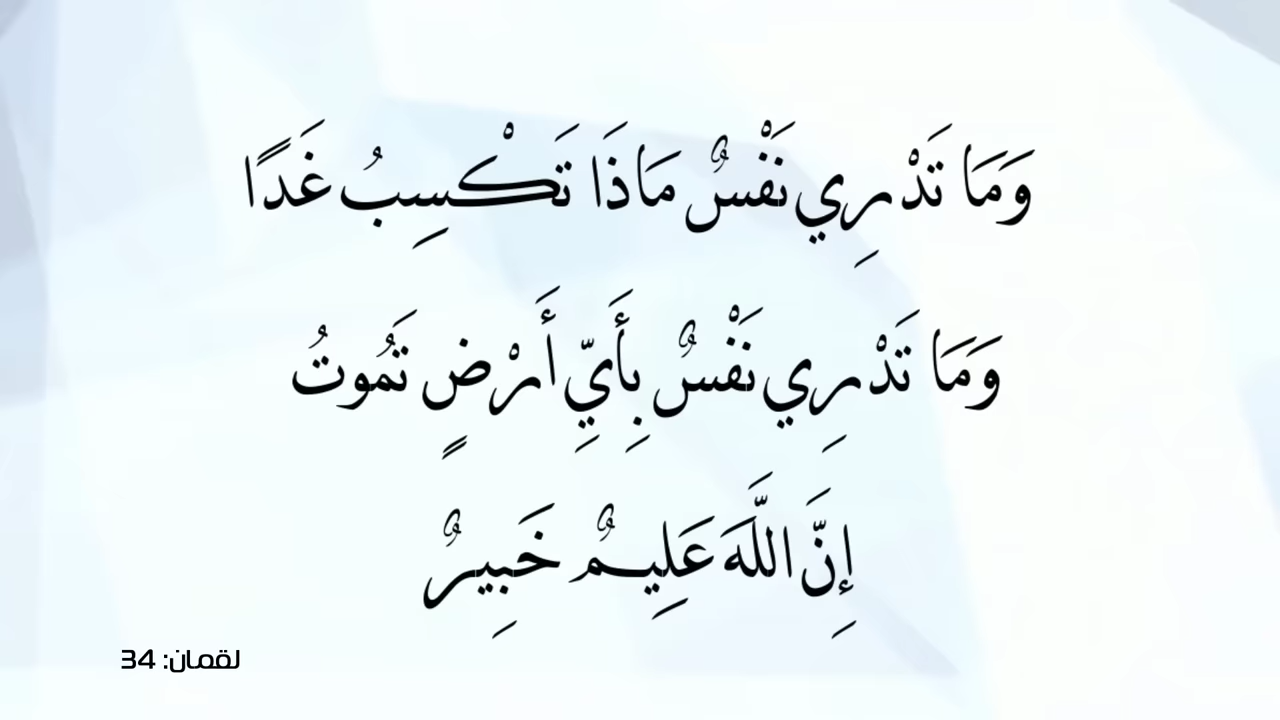 وَمَا تَدْرِي نَفْسٌ مَاذَا تَكْسِبُ غَدًا
وَمَا تَدْرِي نَفْسٌ بِأَيِّ أَرْضٍ تَمُوتُ
إِنَّ اللَّهَ عَلِيمٌ خَبِيرٌ
لقمان: 34